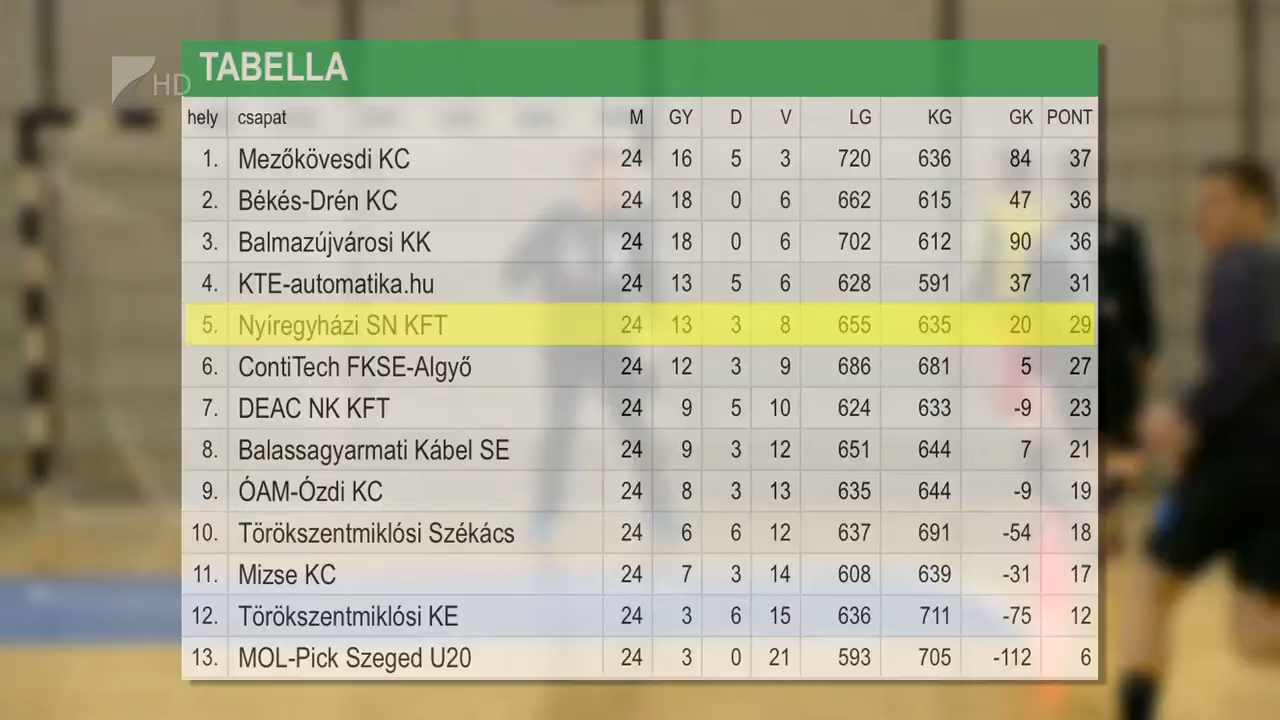 TABELLA
HD
hely csapat M GY D V LG KG GK PONT
1. Mezőkövesdi KC 24 16 5 3 720 636 84 37
2. Békés-Drén KC 24 18 0 6 662 615 47 36
3. Balmazújvárosi KK 24 18 0 6 702 612 90 36
4. KTE-automatika.hu 24 13 5 6 628 591 37 31
5. Nyíregyházi SN KFT 24 13 3 8 655 635 20 29
6. ContiTech FKSE-Algyő 24 12 3 9 686 681 5 27
7. DEAC NK KFT 24 9 5 10 624 633 -9 23
8. Balassagyarmati Kábel SE 24 9 3 12 651 644 7 21
9. ÓAM-Ózdi KC 24 8 3 13 635 644 -9 19
10. Törökszentmiklósi Székács 24 6 6 12 637 691 -54 18
11. Mizse KC 24 7 3 14 608 639 -31 17
12. Törökszentmiklósi KE 24 3 6 15 636 711 -75 12
13. MOL-Pick Szeged U20 24 3 0 21 593 705 -112 6